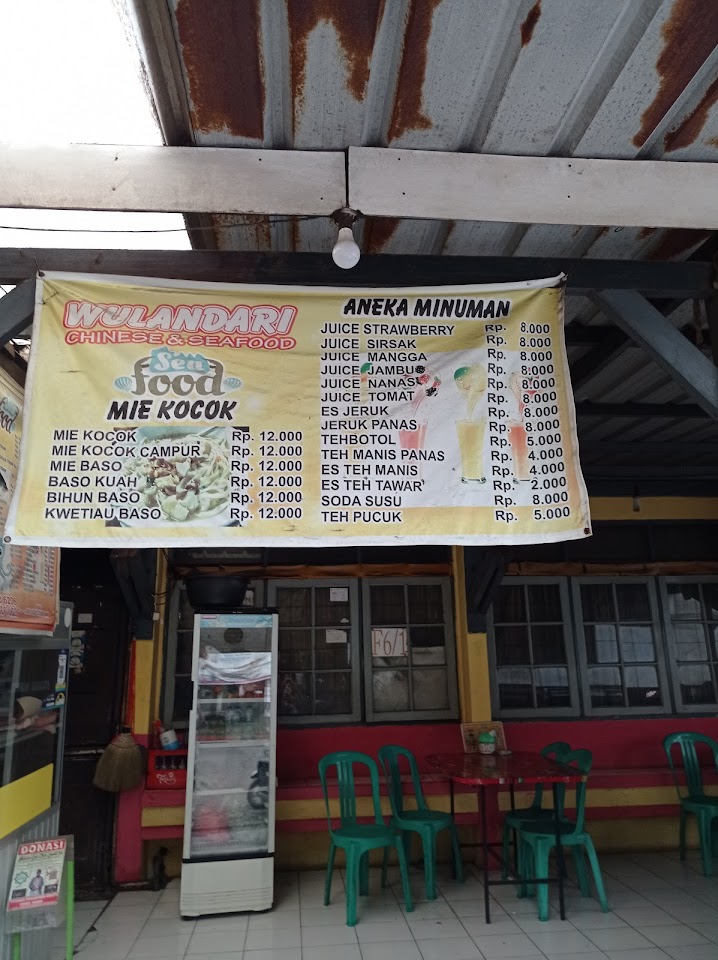 WULANDARI
CHINESE & SEAFOOD
Sea
food
MIE KOCOK
MIE KOCOK Rp. 12.000
MIE KOCOK CAMPUR Rp. 12.000
MIE BASO Rp. 12.000
BASO KUAH Rp. 12.000
BIHUN BASO Rp. 12.000
KWETIAU BASO Rp. 12.000
ANEKA MINUMAN
JUICE STRAWBERRY Rp. 8.000
JUICE SIRSAK Rp. 8.000
JUICE MANGGA Rp. 8.000
JUICE JAMBU Rp. 8.000
JUICE NANAS Rp. 8.000
JUICE TOMAT Rp. 8.000
ES JERUK Rp. 8.000
JERUK PANAS Rp. 8.000
TEHBOTOL Rp. 5.000
TEH MANIS PANAS Rp. 4.000
ES TEH MANIS Rp. 4.000
ES TEH TAWAR Rp. 2.000
SODA SUSU Rp. 8.000
TEH PUCUK Rp. 5.000
F6/1
DONASI